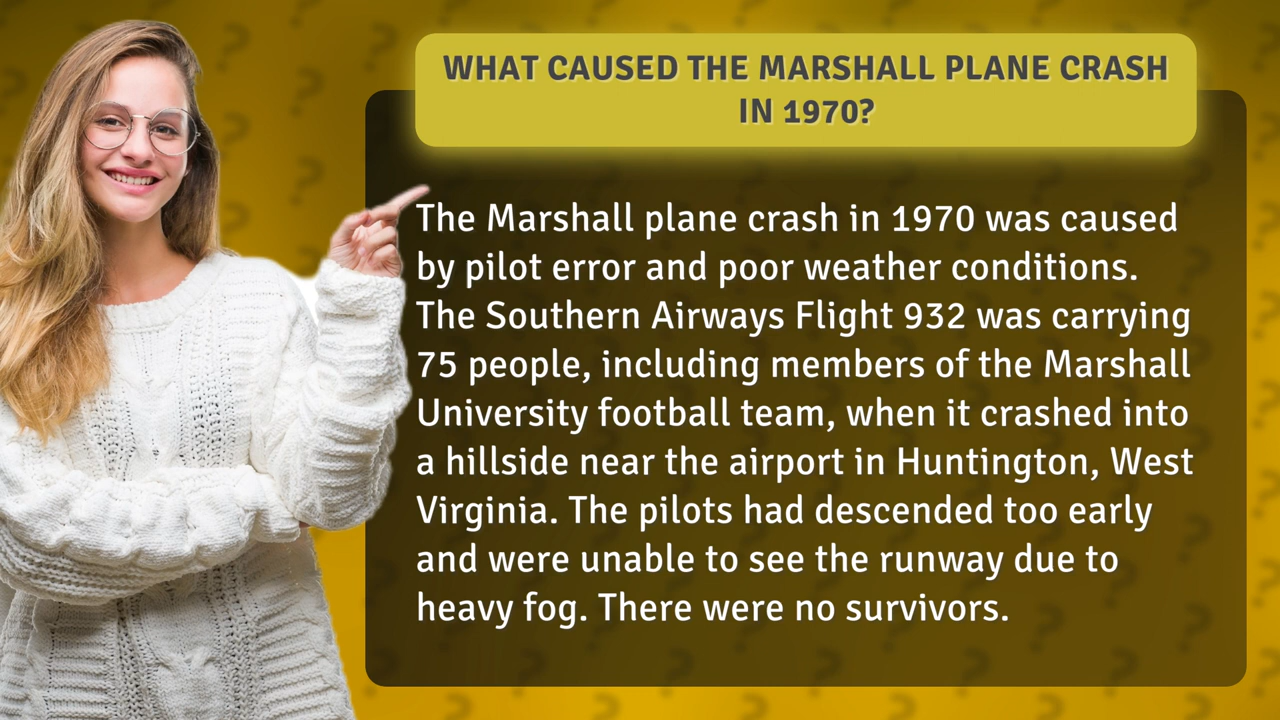 WHAT CAUSED THE MARSHALL PLANE CRASH
IN 1970?
The Marshall plane crash in 1970 was caused
by pilot error and poor weather conditions.
The Southern Airways Flight 932 was carrying
75 people, including members of the Marshall
University football team, when it crashed into
a hillside near the airport in Huntington, West
Virginia. The pilots had descended too early
and were unable to see the runway due to
heavy fog. There were no survivors.